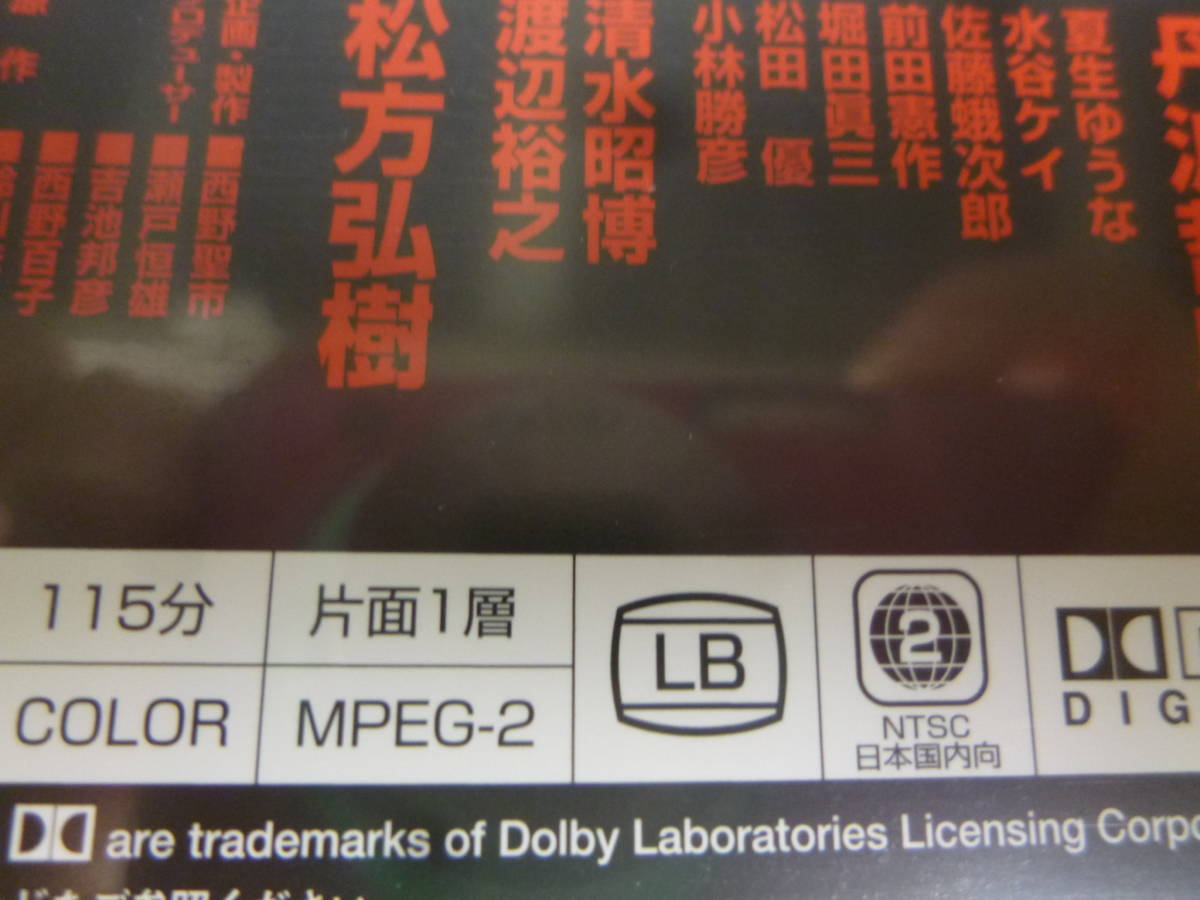 夏生ゆうな
水谷ケイ
佐藤蛾次郎
前田憲作
堀田眞三
松田 優
小林勝彦
清水昭博
渡辺裕之
松方弘樹
企画・製作■西野聖市
プロデューサー■瀬戸恒雄
■吉池邦彦
■西野百子
115分
片面1層
COLOR
MPEG-2
LB
2
NTSC
日本国内向
DIG
are trademarks of Dolby Laboratories Licensing Corpo